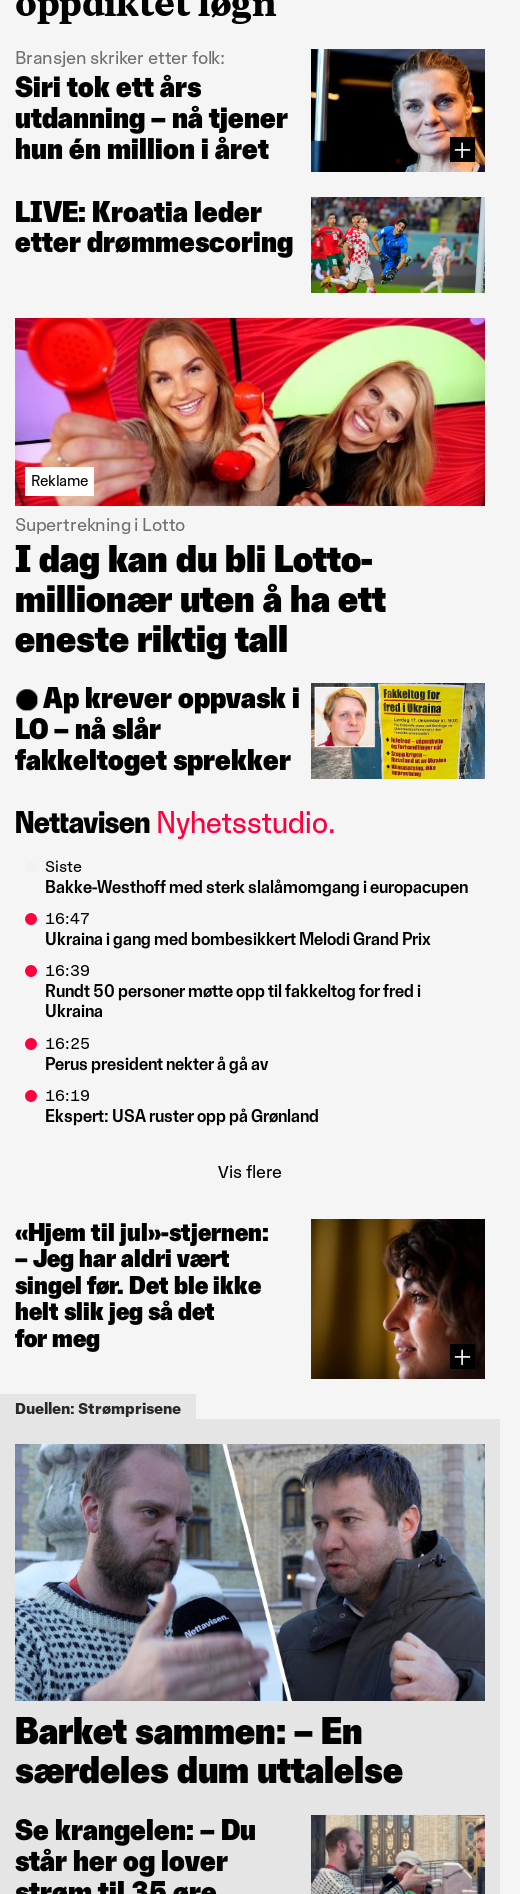 oppdiktet løgn
Bransjen skriker etter folk:
Siri tok ett års
utdanning – nå tjener
hun én million i året
LIVE: Kroatia leder
etter drømmescoring
Reklame
Supertrekning i Lotto
I dag kan du bli Lotto-
millionær uten å ha ett
eneste riktig tall
Ap krever oppvask i
LO – nå slår
fakkeltoget sprekker
Fakkeltog for
fred i Ukraina
Nettavisen Nyhetsstudio.
Siste
Bakke-Westhoff med sterk slalåmomgang i europacupen
16:47
Ukraina i gang med bombesikkert Melodi Grand Prix
16:39
Rundt 50 personer møtte opp til fakkeltog for fred i
Ukraina
16:25
Perus president nekter å gå av
16:19
Ekspert: USA ruster opp på Grønland
Vis flere
«Hjem til jul»-stjernen:
– Jeg har aldri vært
singel før. Det ble ikke
helt slik jeg så det
for meg
Duellen: Strømprisene
Nettavisen.
Barket sammen: – En
særdeles dum uttalelse
Se krangelen: – Du
står her og lover
strøm til 35 øre